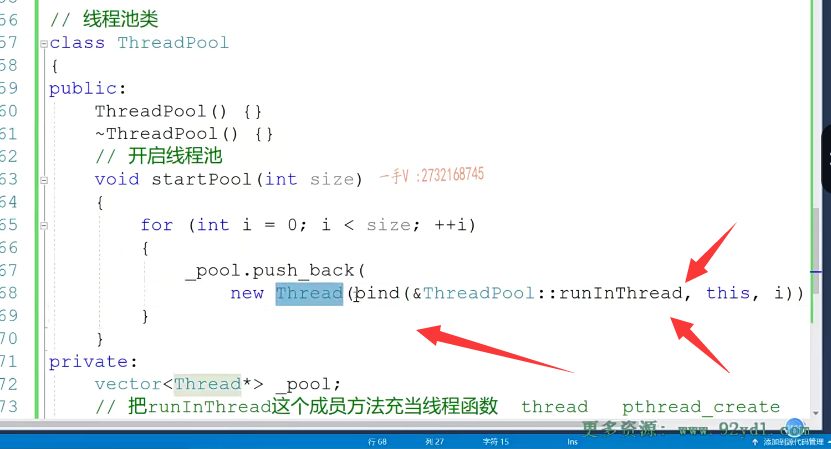 56 // 线程池类
57 class ThreadPool
58 {
59 public:
60 ThreadPool() {}
61 ~ThreadPool() {}
62 // 开启线程池
63 void startPool(int size) 一手V :2732168745
64 {
65 for (int i = 0; i < size; ++i)
66 {
67 _pool.push_back(
68 new Thread(bind(&ThreadPool::runInThread, this, i))
69 }
70 }
71 private:
72 vector<Thread*> _pool;
73 // 把runInThread这个成员方法充当线程函数 thread pthread_create
更多资源: www.92yd1.com
行 68 列 27 字符 15 Ins 添加到源代码管理